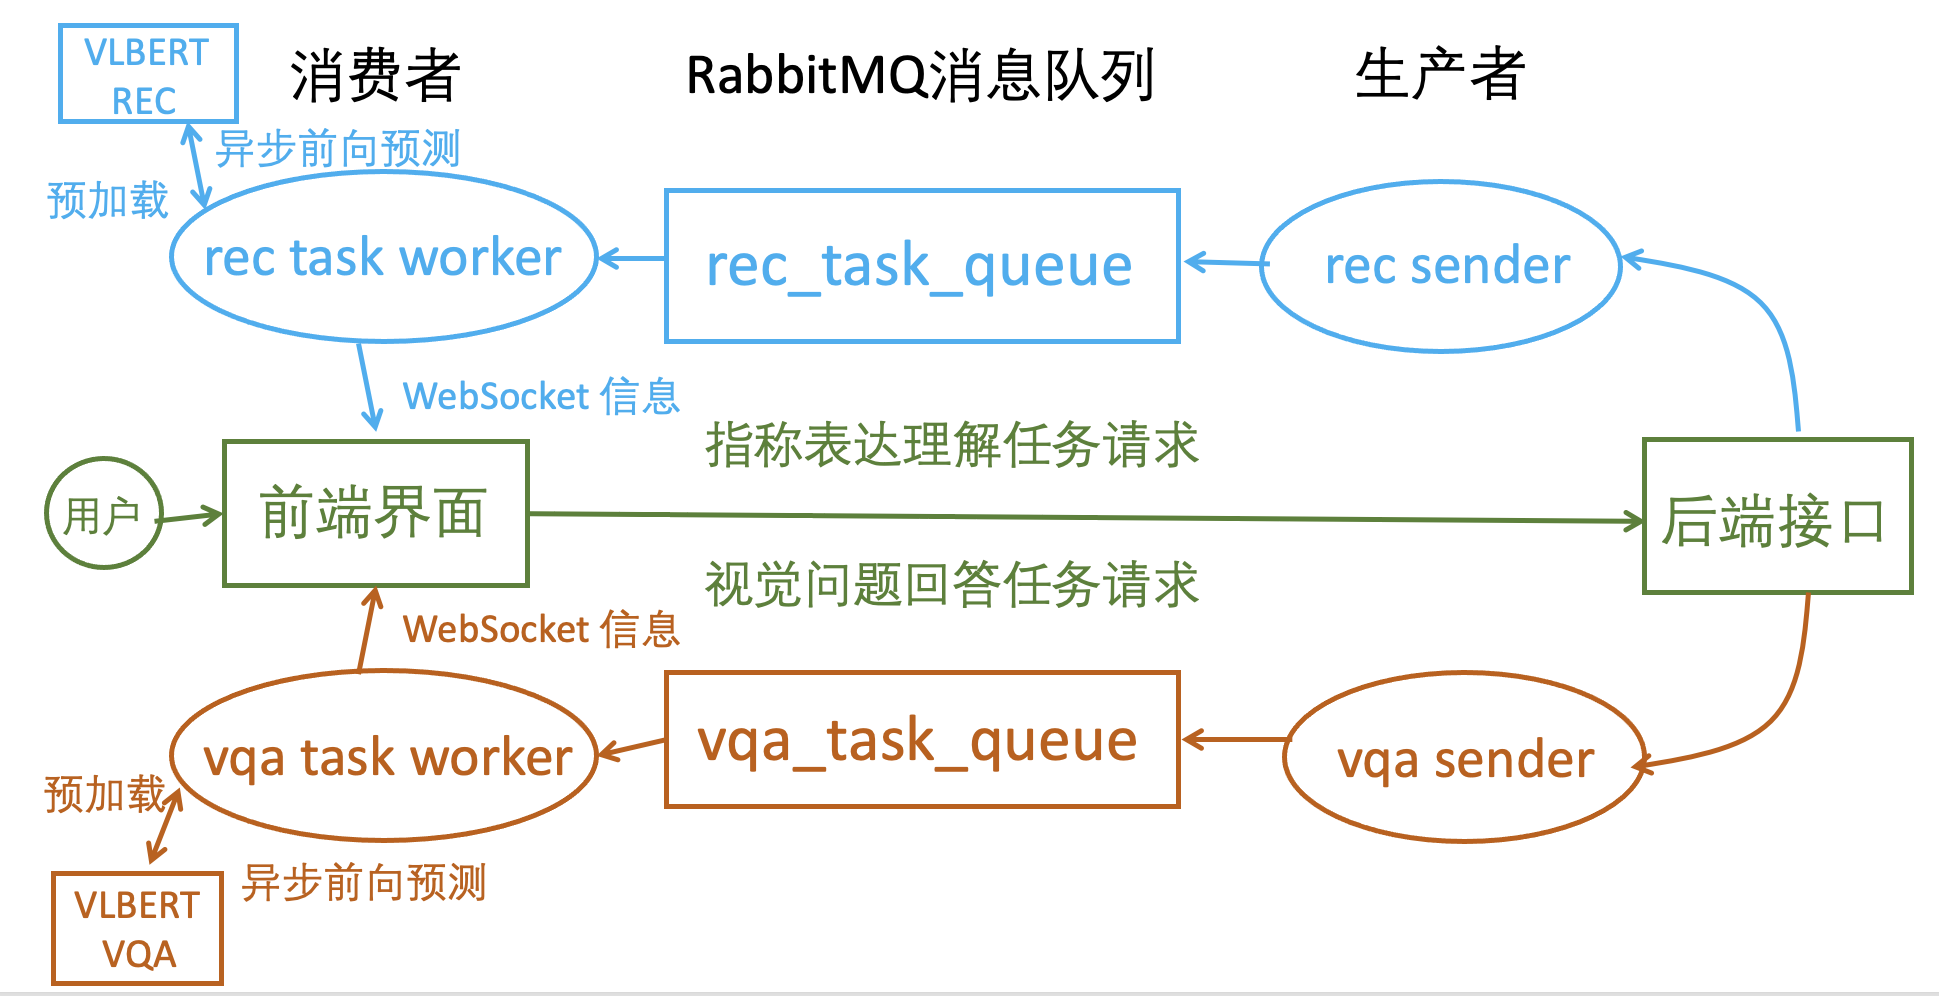 VLBERT
REC
消费者
RabbitMQ消息队列
生产者
异步前向预测
预加载
rec task worker
rec_task_queue
rec sender
WebSocket 信息
指称表达理解任务请求
用户
前端界面
后端接口
视觉问题回答任务请求
WebSocket 信息
vqa task worker
vqa_task_queue
vqa sender
预加载
异步前向预测
VLBERT
VQA